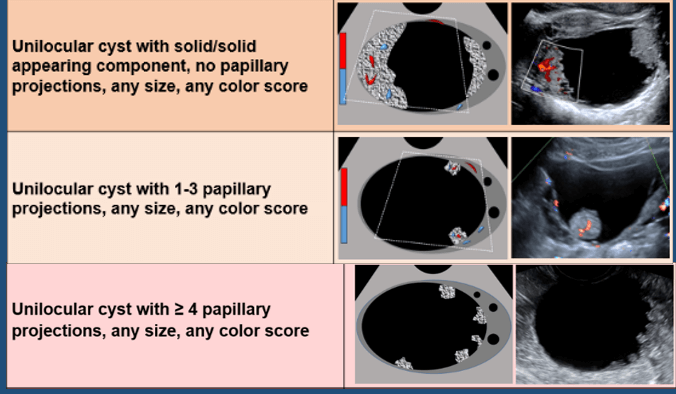 Unilocular cyst with solid/solid
appearing component, no papillary
projections, any size, any color score
Unilocular cyst with 1-3 papillary
projections, any size, any color score
Unilocular cyst with ≥ 4 papillary
projections, any size, any color score